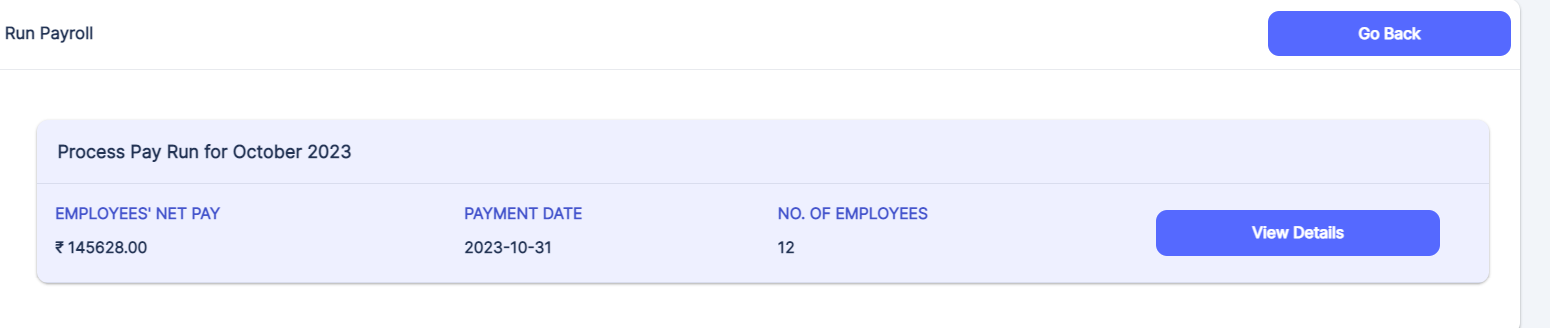 Run Payroll
Go Back
Process Pay Run for October 2023
EMPLOYEES' NET PAY
PAYMENT DATE
NO. OF EMPLOYEES
View Details
₹ 145628.00
2023-10-31
12